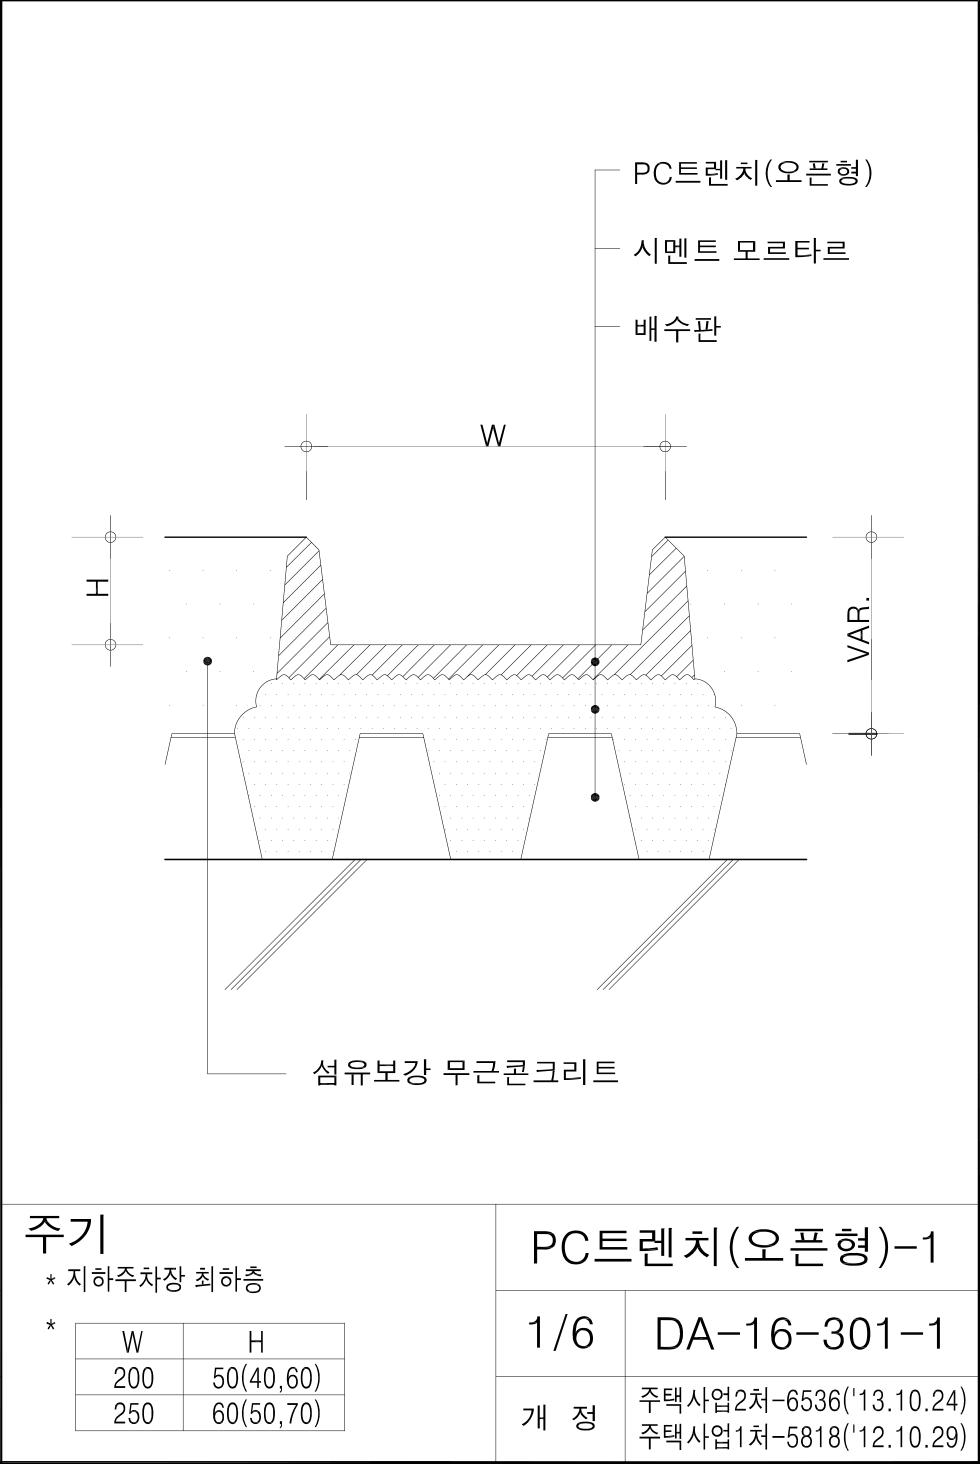 PC트렌치(오픈형)
시멘트 모르타르
배수판
W
H
VAR.
섬유보강 무근콘크리트
주기
* 지하주차장 최하층
*
W H
200 50(40,60)
250 60(50,70)
PC트렌치(오픈형)-1
1/6 DA-16-301-1
개 정
주택사업2처-6536('13.10.24)
주택사업1처-5818('12.10.29)